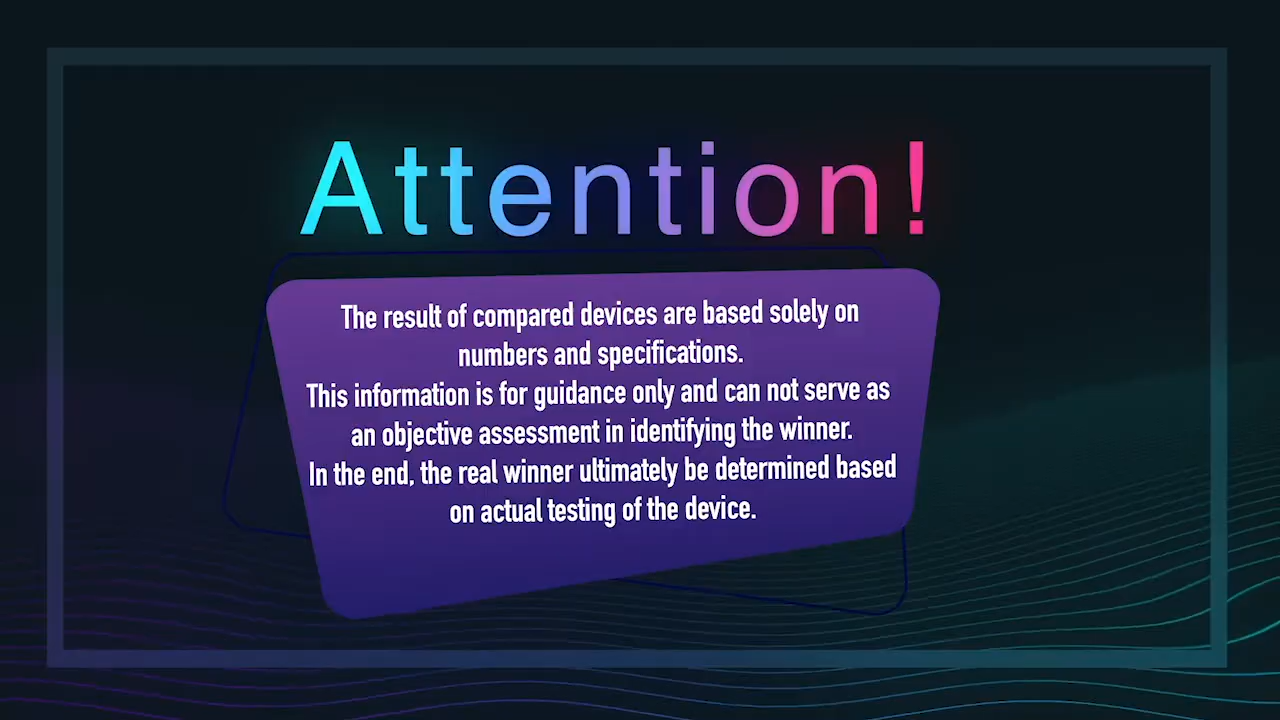 Attention!
The result of compared devices are based solely on
numbers and specifications.
This information is for guidance only and can not serve as
an objective assessment in identifying the winner.
In the end, the real winner ultimately be determined based
on actual testing of the device.